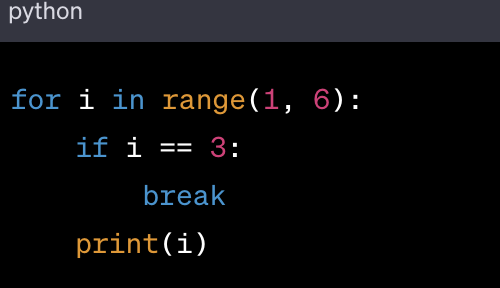 python
for i in range(1, 6):
    if i == 3:
        break
    print(i)